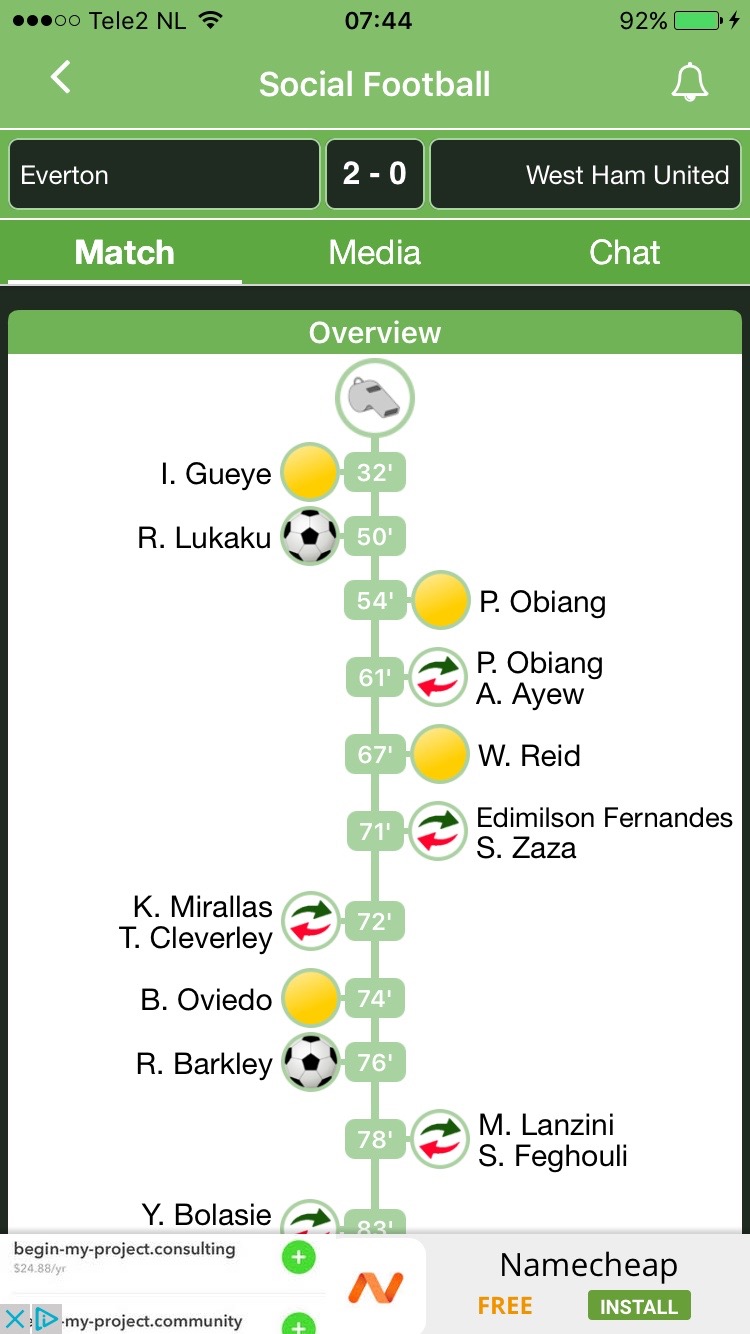 Tele2 NL 07:44 92%
Social Football
Everton 2 - 0 West Ham United
Match Media Chat
Overview
I. Gueye 32'
R. Lukaku 50'
54' P. Obiang
61' P. Obiang
A. Ayew
67' W. Reid
71' Edimilson Fernandes
S. Zaza
K. Mirallas
T. Cleverley 72'
B. Oviedo 74'
R. Barkley 76'
78' M. Lanzini
S. Feghouli
Y. Bolasie 83'
begin-my-project.consulting
$24.88/yr
-my-project.community
Namecheap
FREE INSTALL